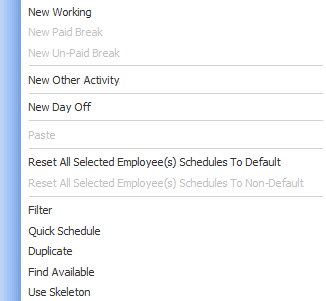 New Working
New Paid Break
New Un-Paid Break
New Other Activity
New Day Off
Paste
Reset All Selected Employee(s) Schedules To Default
Reset All Selected Employee(s) Schedules To Non-Default
Filter
Quick Schedule
Duplicate
Find Available
Use Skeleton